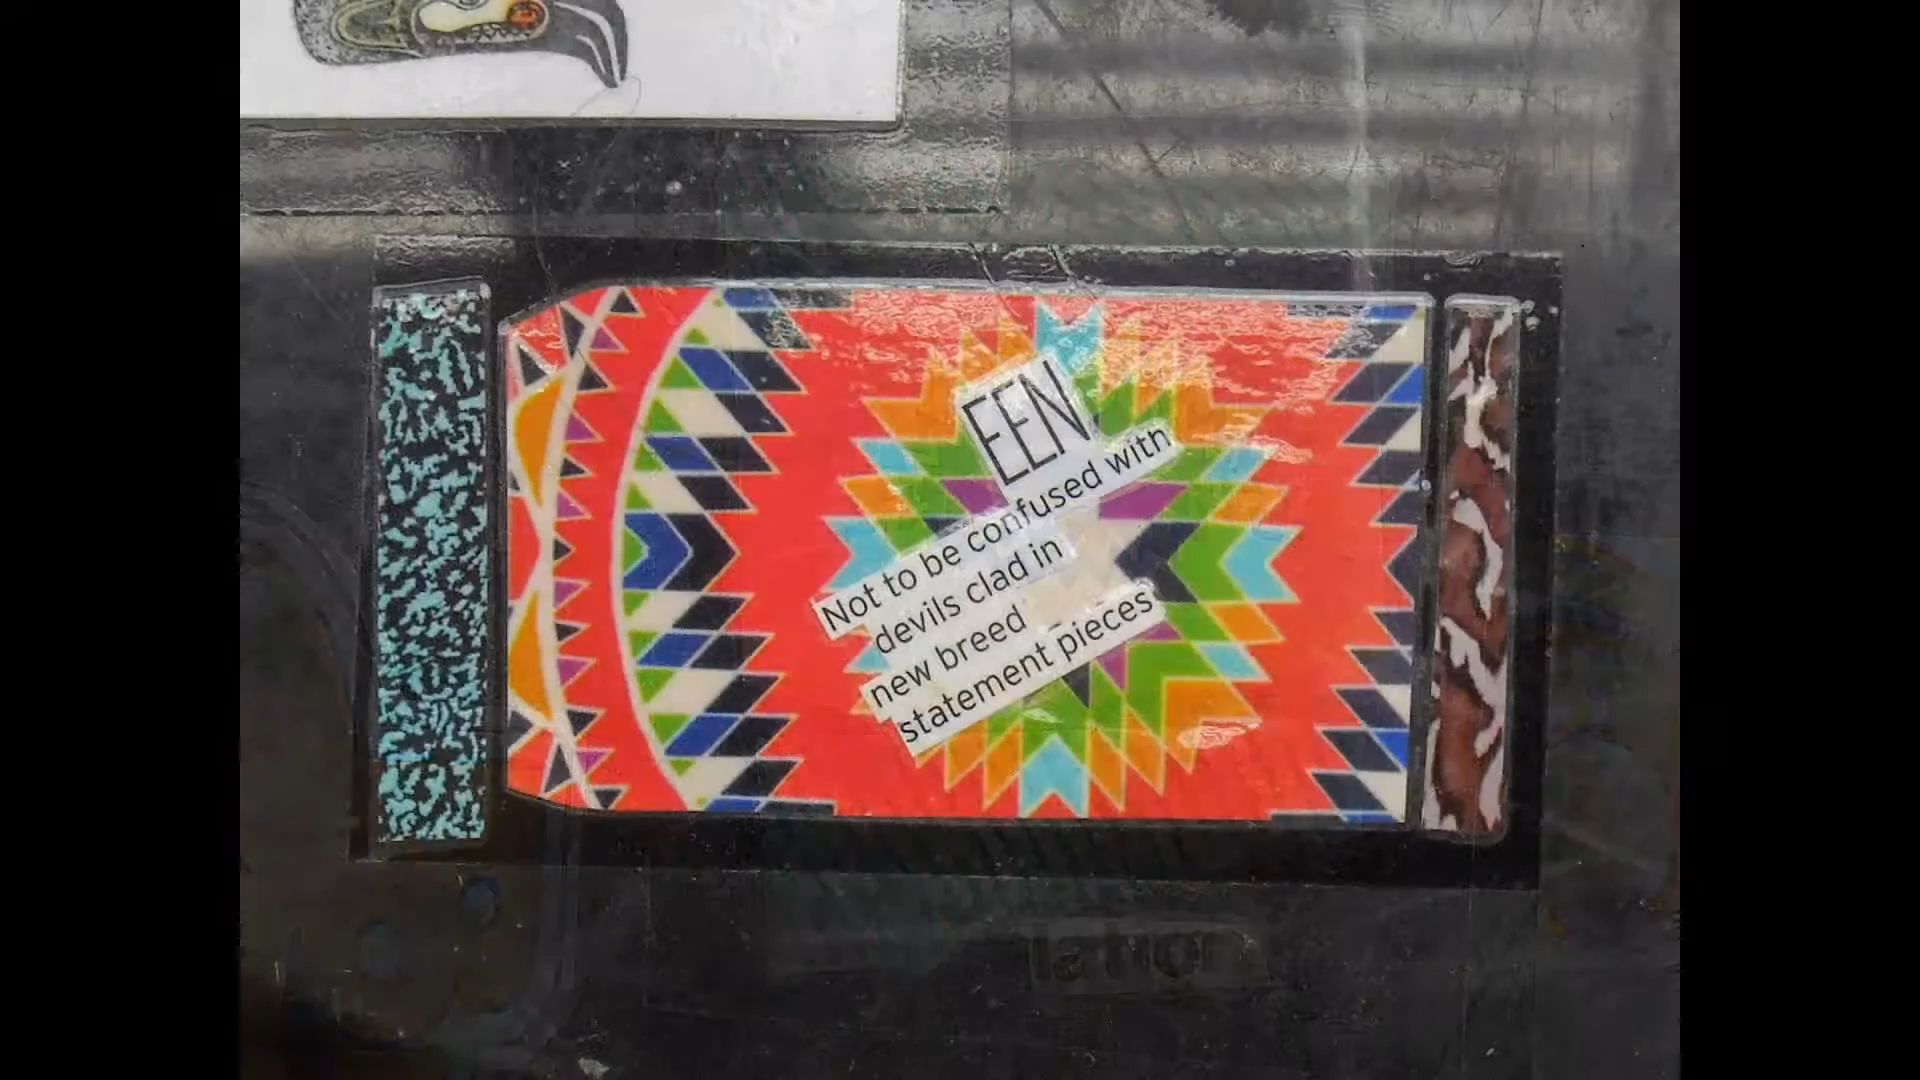 EEN
Not to be confused with
devils clad in
new breed
statement pieces